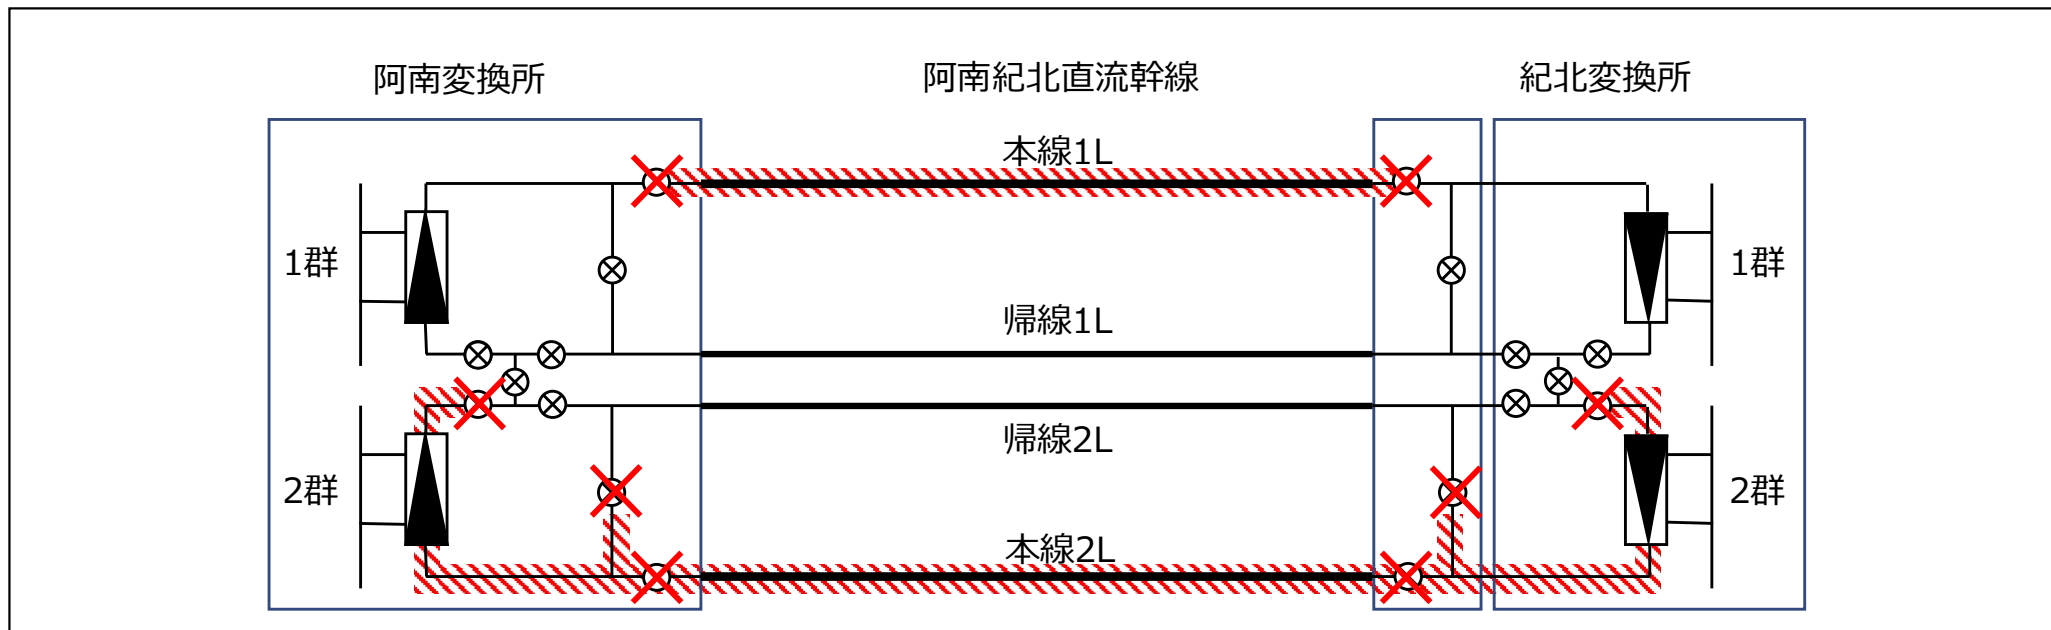 阿南変換所
阿南紀北直流幹線
紀北変換所
本線1L
1群
1群
帰線1L
帰線2L
2群
2群
本線2L